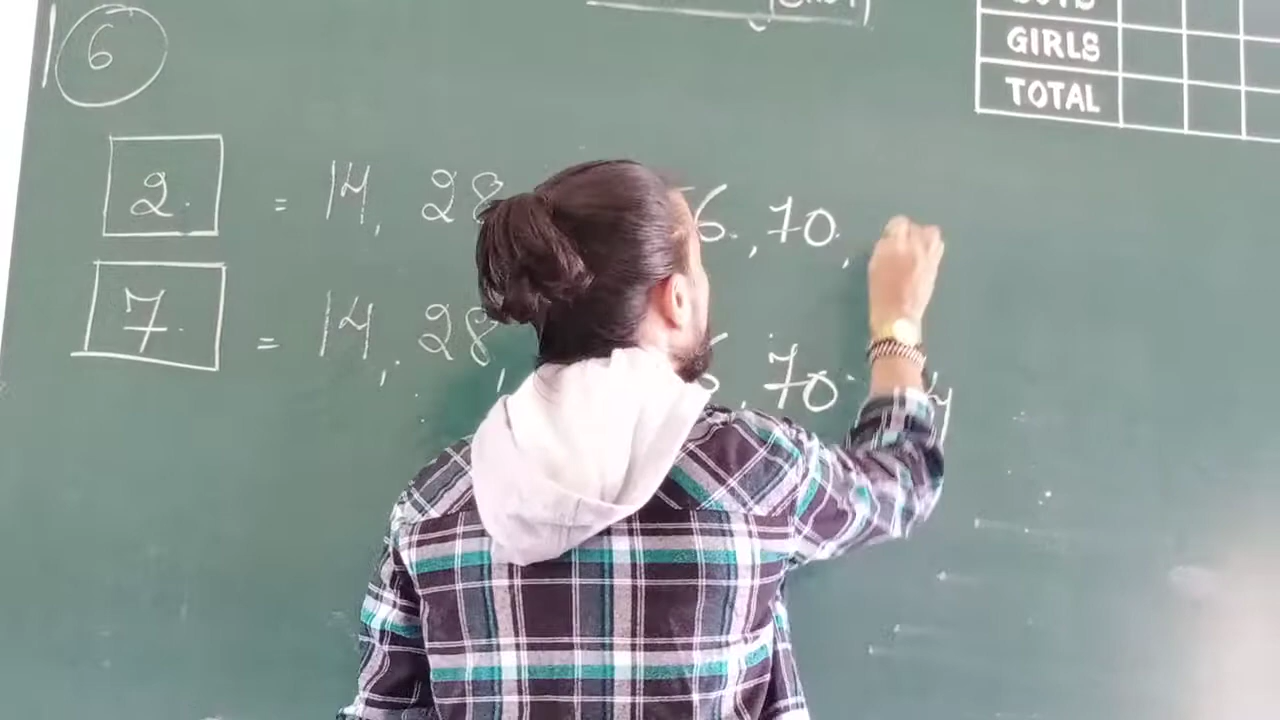 6
GIRLS
TOTAL
2. = 14, 28 6. , 70. ,
7. = 14, 28, , 70.